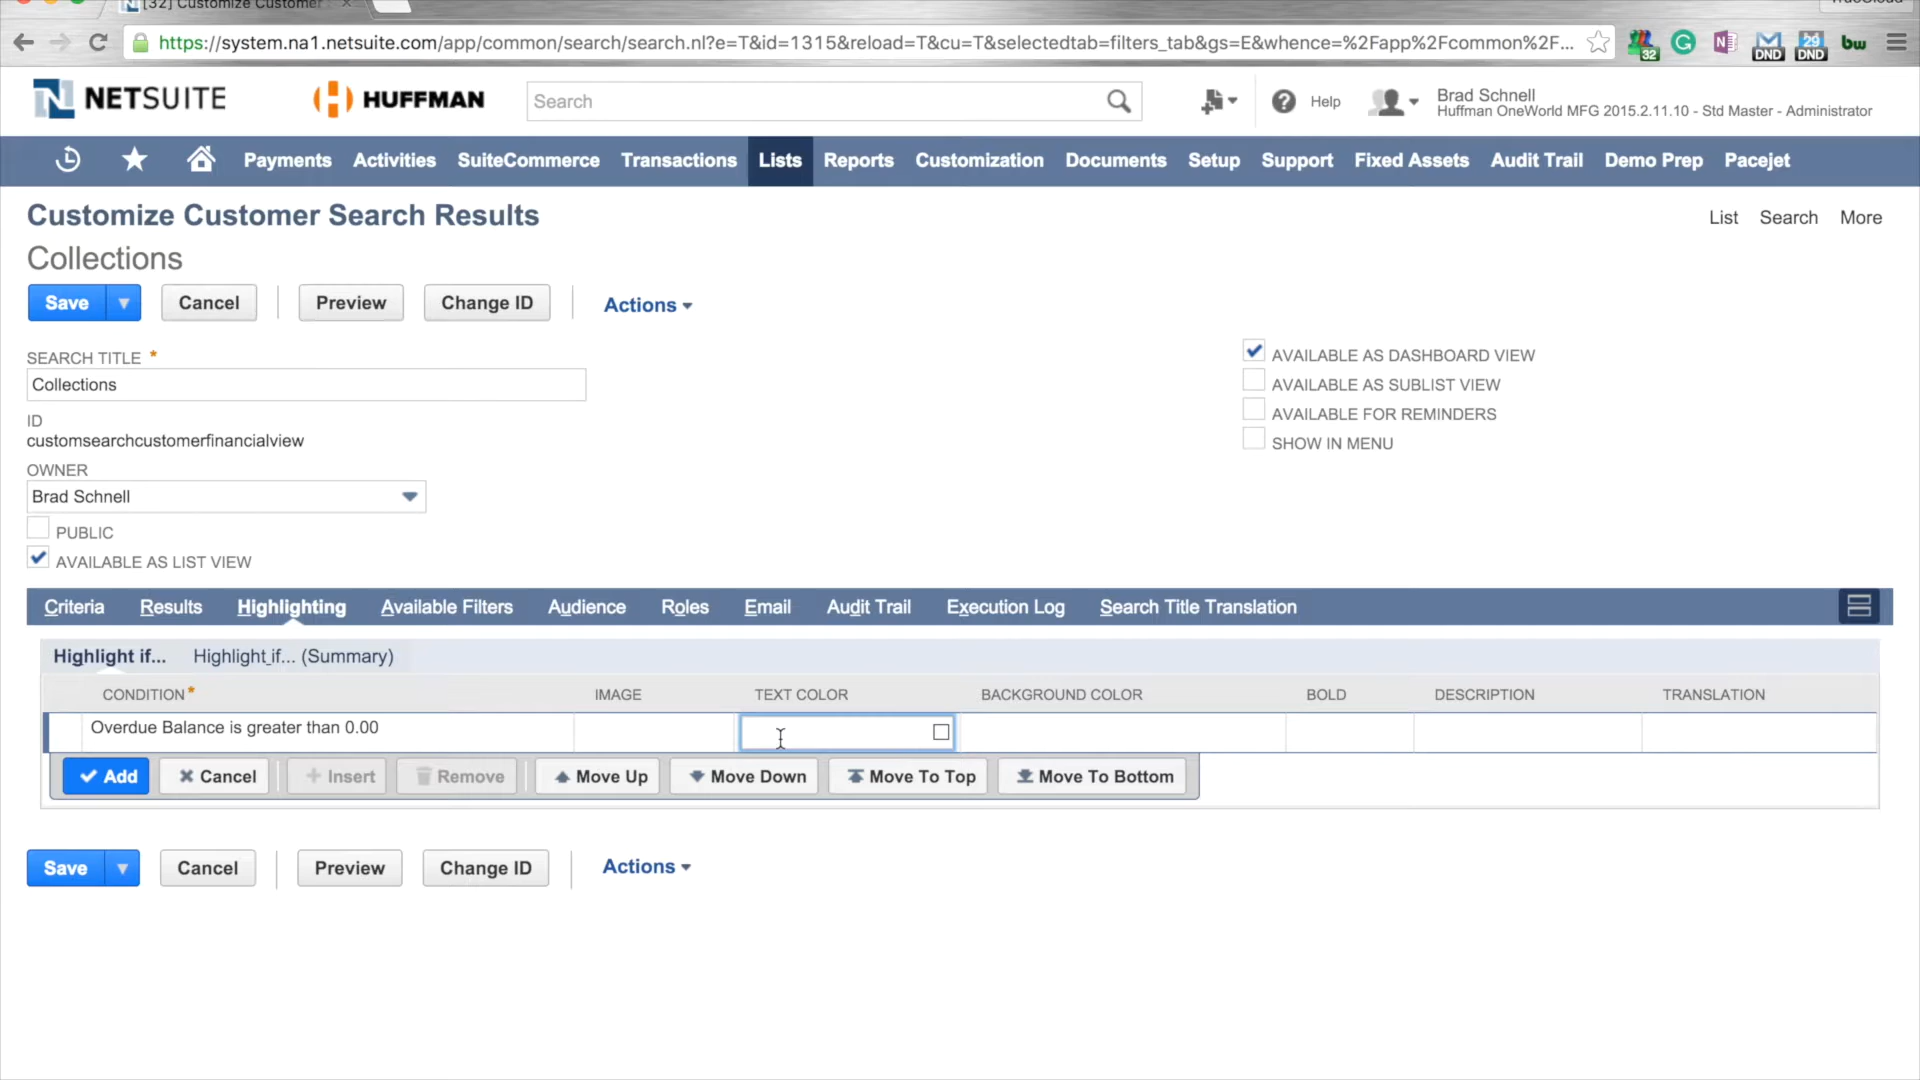 [32] Customize Customer
https://system.na1.netsuite.com/app/common/search/search.nl?e=T&id=1315&reload=T&cu=T&selectedtab=filters_tab&gs=E&whence=%2Fapp%2Fcommon%2F...
32 G N DND 29 DND bw
NETSUITE HUFFMAN Search Help Brad Schnell
Huffman OneWorld MFG 2015.2.11.10 - Std Master - Administrator
Payments Activities SuiteCommerce Transactions Lists Reports Customization Documents Setup Support Fixed Assets Audit Trail Demo Prep Pacejet
Customize Customer Search Results List Search More
Collections
Save Cancel Preview Change ID Actions
SEARCH TITLE *
Collections
ID
customsearchcustomerfinancialview
OWNER
Brad Schnell
PUBLIC
AVAILABLE AS LIST VIEW
AVAILABLE AS DASHBOARD VIEW
AVAILABLE AS SUBLIST VIEW
AVAILABLE FOR REMINDERS
SHOW IN MENU
Criteria Results Highlighting Available Filters Audience Roles Email Audit Trail Execution Log Search Title Translation
Highlight if... Highlight if... (Summary)
CONDITION * IMAGE TEXT COLOR BACKGROUND COLOR BOLD DESCRIPTION TRANSLATION
Overdue Balance is greater than 0.00
Add Cancel Insert Remove Move Up Move Down Move To Top Move To Bottom
Save Cancel Preview Change ID Actions